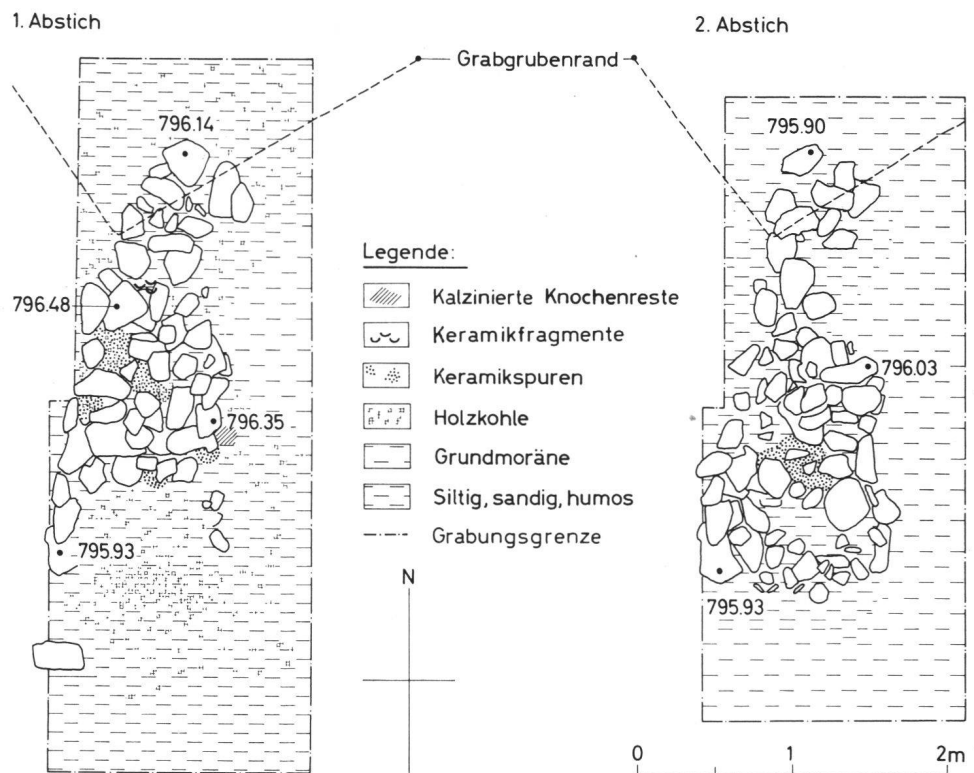 1. Abstich
2. Abstich
Grabgrubenrand
796.14
795.90
796.48
Legende:
Kalzinierte Knochenreste
Keramikfragmente
Keramikspuren
Holzkohle
Grundmoräne
Siltig, sandig, humos
Grabungsgrenze
796.35
796.03
795.93
795.93
N
0 1 2m